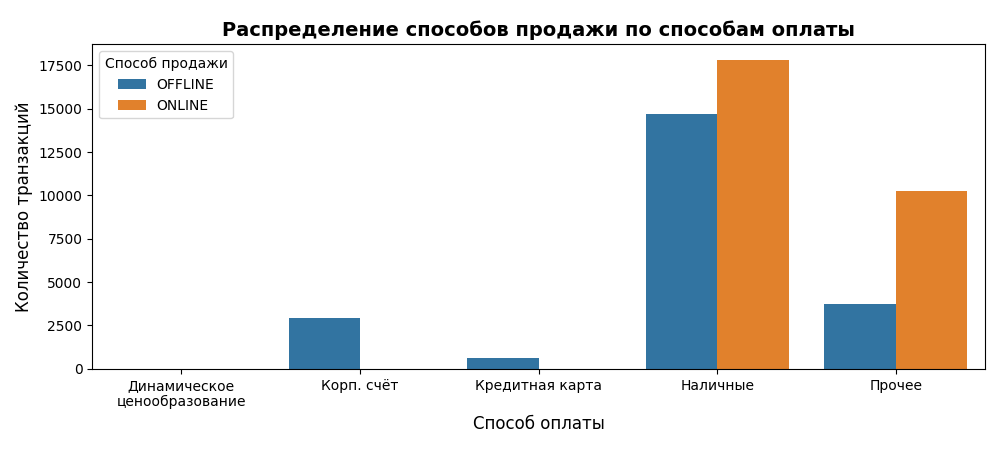 Распределение способов продажи по способам оплаты
Способ продажи
OFFLINE
ONLINE
Количество транзакций
17500
15000
12500
10000
7500
5000
2500
0
Динамическое
ценообразование
Корп. счёт
Кредитная карта
Наличные
Прочее
Способ оплаты